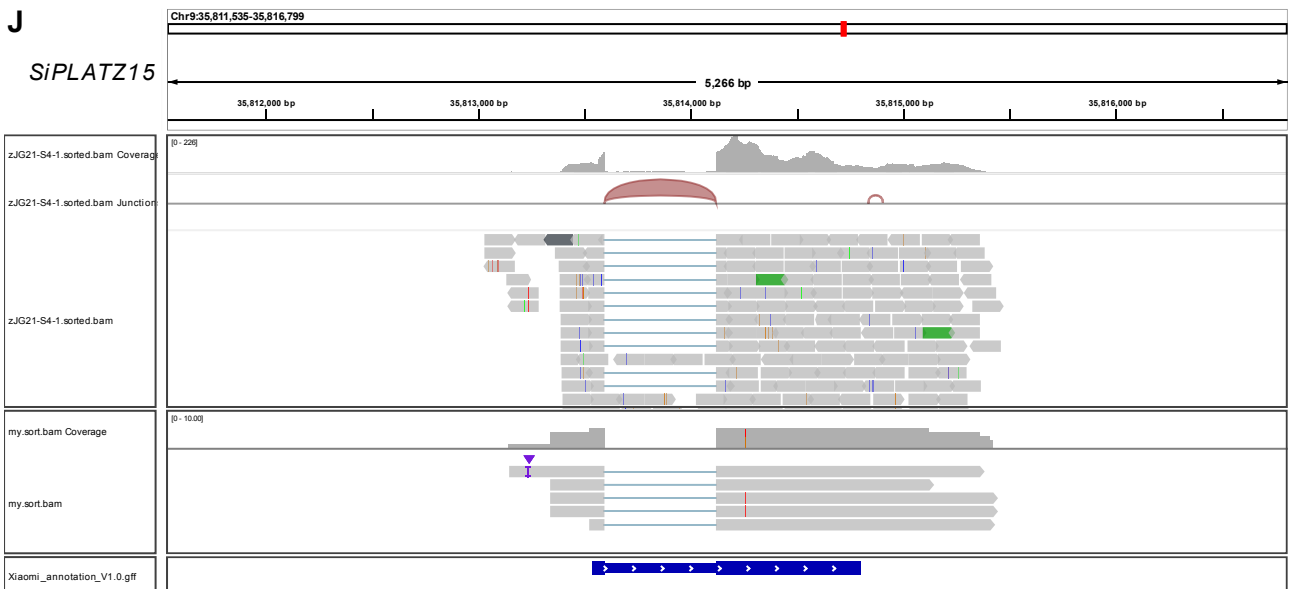 J
Chr9:35,811,535-35,816,799
SiPLATZ15
5,266 bp
35,812,000 bp 35,813,000 bp 35,814,000 bp 35,815,000 bp 35,816,000 bp
[0 - 226]
zJG21-S4-1.sorted.bam Coverage
zJG21-S4-1.sorted.bam Junction
zJG21-S4-1.sorted.bam
[0 - 10.00]
my.sort.bam Coverage
my.sort.bam
Xiaomi_annotation_V1.0.gff